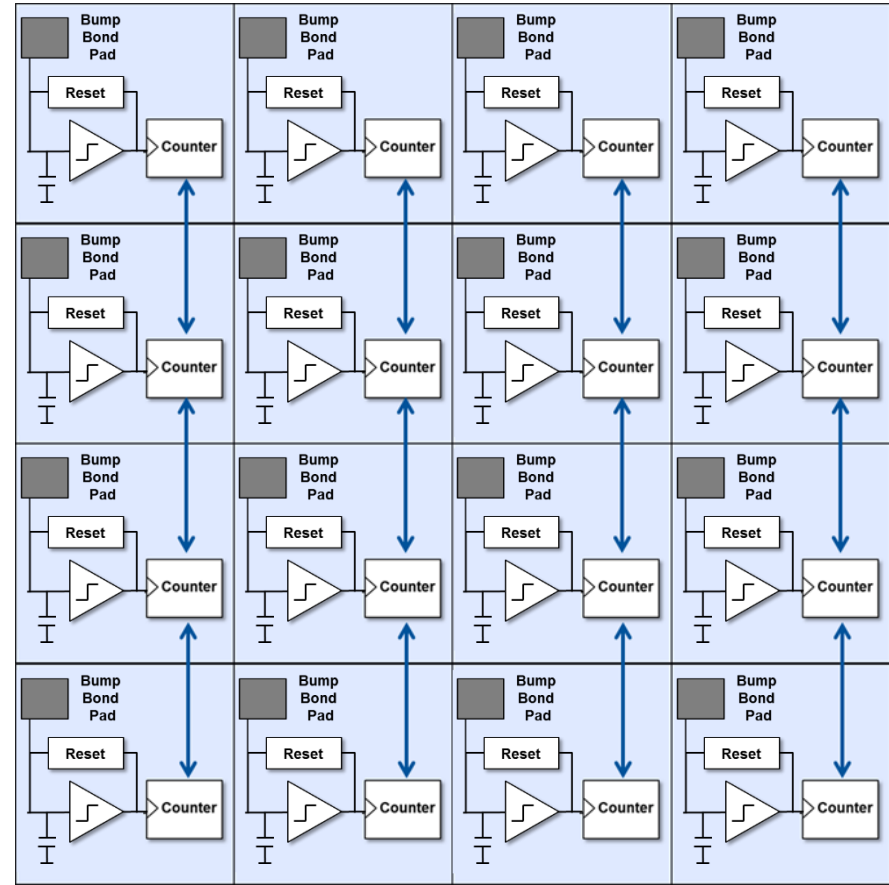 Bump
Bond
Pad
Reset
Counter
Bump
Bond
Pad
Reset
Counter
Bump
Bond
Pad
Reset
Counter
Bump
Bond
Pad
Reset
Counter
Bump
Bond
Pad
Reset
Counter
Bump
Bond
Pad
Reset
Counter
Bump
Bond
Pad
Reset
Counter
Bump
Bond
Pad
Reset
Counter
Bump
Bond
Pad
Reset
Counter
Bump
Bond
Pad
Reset
Counter
Bump
Bond
Pad
Reset
Counter
Bump
Bond
Pad
Reset
Counter
Bump
Bond
Pad
Reset
Counter
Bump
Bond
Pad
Reset
Counter
Bump
Bond
Pad
Reset
Counter
Bump
Bond
Pad
Reset
Counter